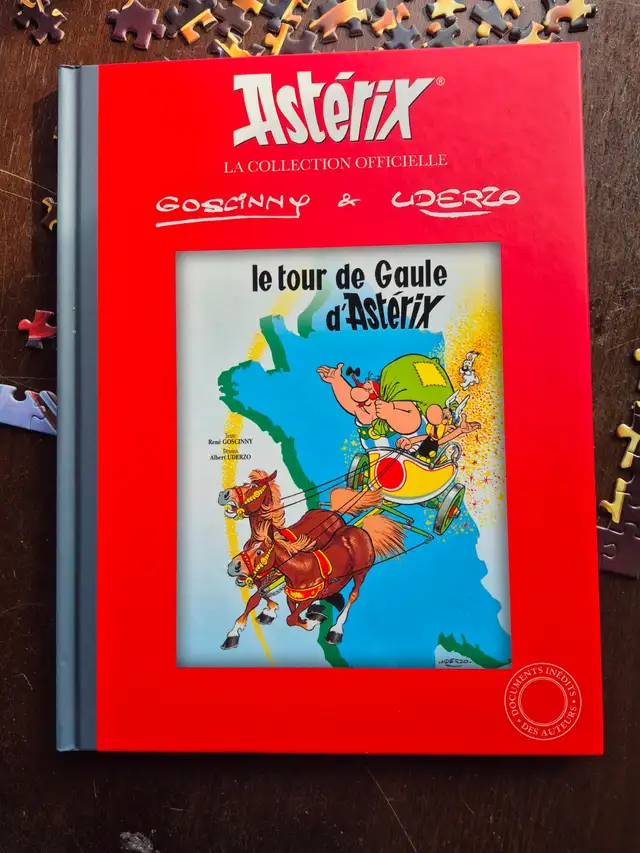 Astérix®
LA COLLECTION OFFICIELLE
GOSCINNY & UDERZO
le tour de Gaule
d'Astérix
Texte:
René GOSCINNY
Dessins:
Albert UDERZO
UDERZO
DOCUMENTS INÉDITS
• DES AUTEURS •